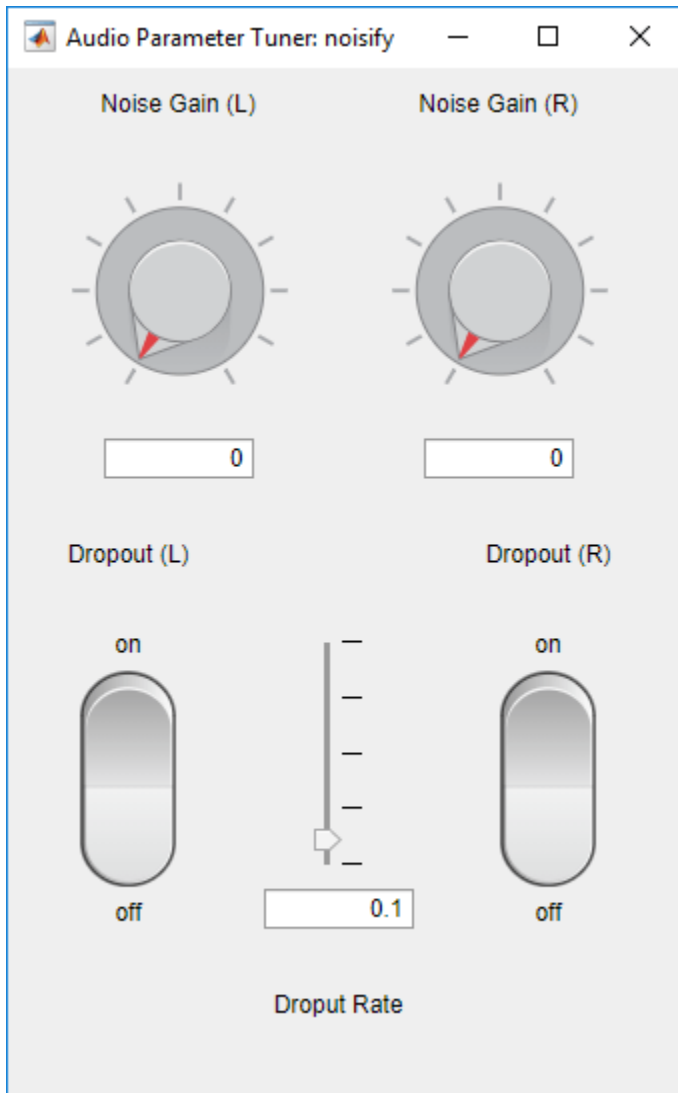 Audio Parameter Tuner: noisify
Noise Gain (L) Noise Gain (R)
0 0
Dropout (L) Dropout (R)
on on
off 0.1 off
Droput Rate